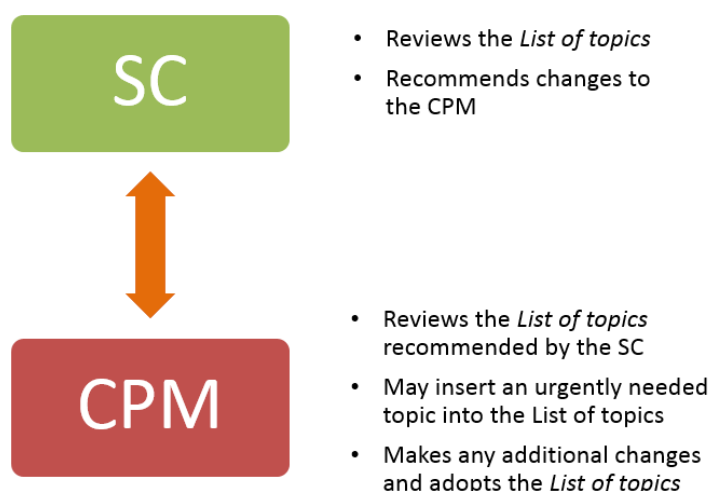 SC
• Reviews the List of topics
• Recommends changes to
the CPM
CPM
• Reviews the List of topics
recommended by the SC
• May insert an urgently needed
topic into the List of topics
• Makes any additional changes
and adopts the List of topics